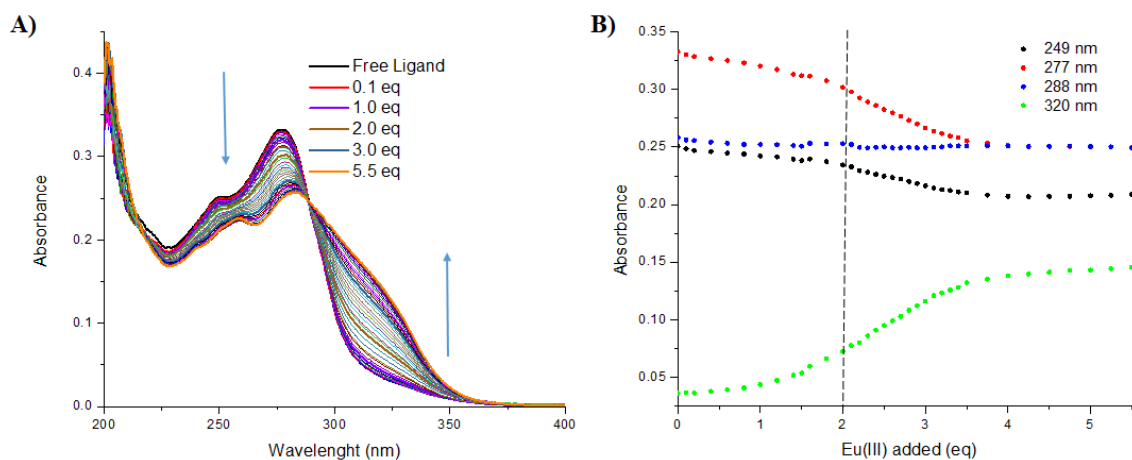 A)
Free Ligand
0.1 eq
1.0 eq
2.0 eq
3.0 eq
5.5 eq
0.4
0.3
0.2
0.1
0.0
Absorbance
200
250
300
350
400
Wavelenght (nm)
B)
249 nm
277 nm
288 nm
320 nm
0.35
0.30
0.25
0.20
0.15
0.10
0.05
Absorbance
0
1
2
3
4
5
Eu(III) added (eq)